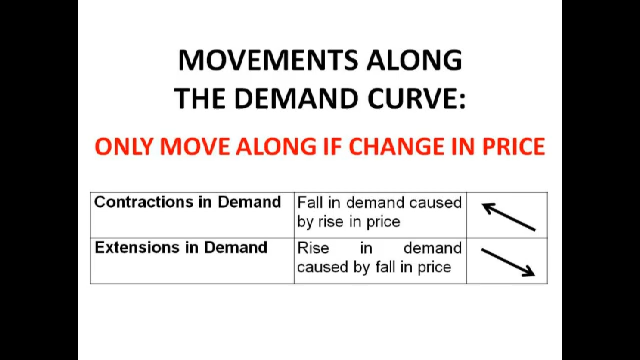 MOVEMENTS ALONG
THE DEMAND CURVE:
ONLY MOVE ALONG IF CHANGE IN PRICE
Contractions in Demand
Fall in demand caused
by rise in price
Extensions in Demand
Rise in demand
caused by fall in price